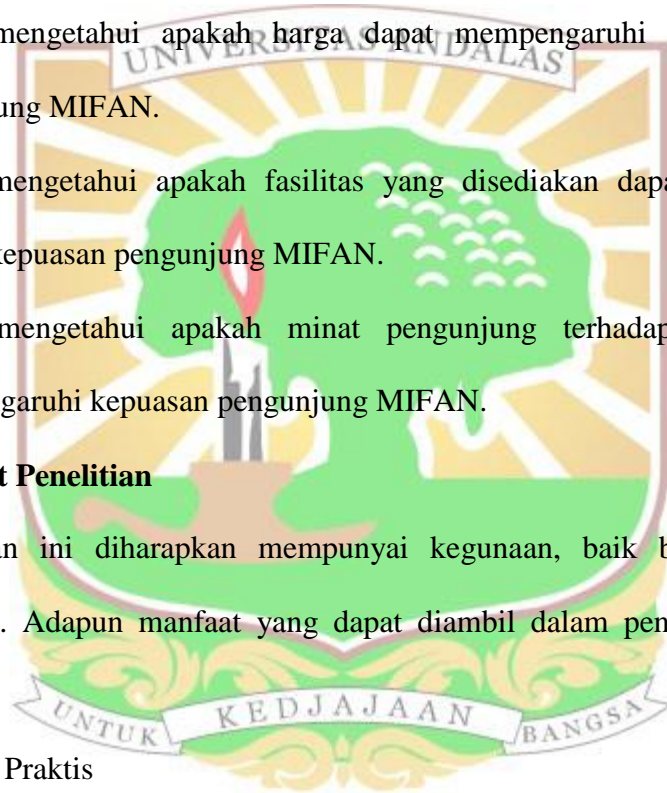 mengetahui apakah harga dapat mempengaruhi
UNIVERSITAS ANDALAS
ung MIFAN.
mengetahui apakah fasilitas yang disediakan dapa
kepuasan pengunjung MIFAN.
mengetahui apakah minat pengunjung terhadap
garuhi kepuasan pengunjung MIFAN.
t Penelitian
an ini diharapkan mempunyai kegunaan, baik b
. Adapun manfaat yang dapat diambil dalam pen
UNTUK KEDJAJAAN BANGSA
Praktis